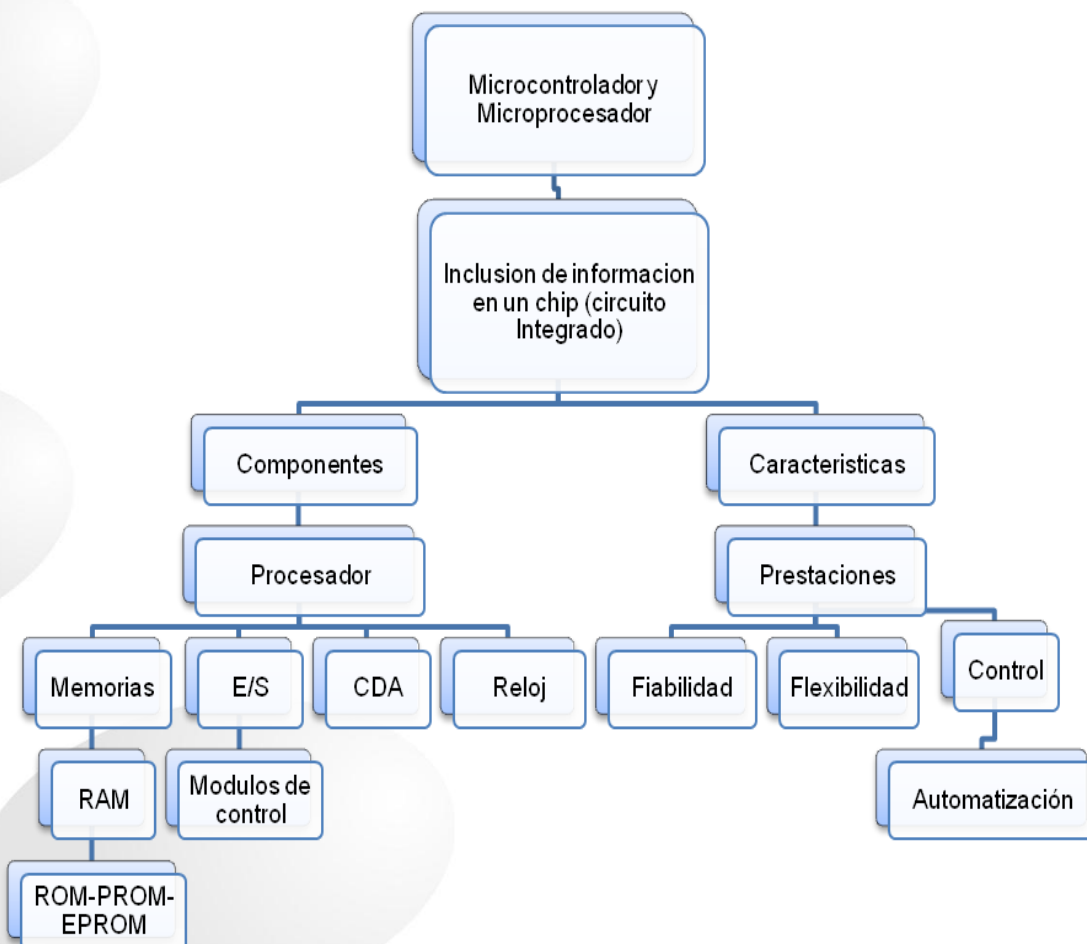 Microcontrolador y
Microprocesador
Inclusion de informacion
en un chip (circuito
Integrado)
Componentes
Caracteristicas
Procesador
Prestaciones
Memorias
E/S
CDA
Reloj
Fiabilidad
Flexibilidad
Control
RAM
Modulos de
control
Automatización
ROM-PROM-
EPROM